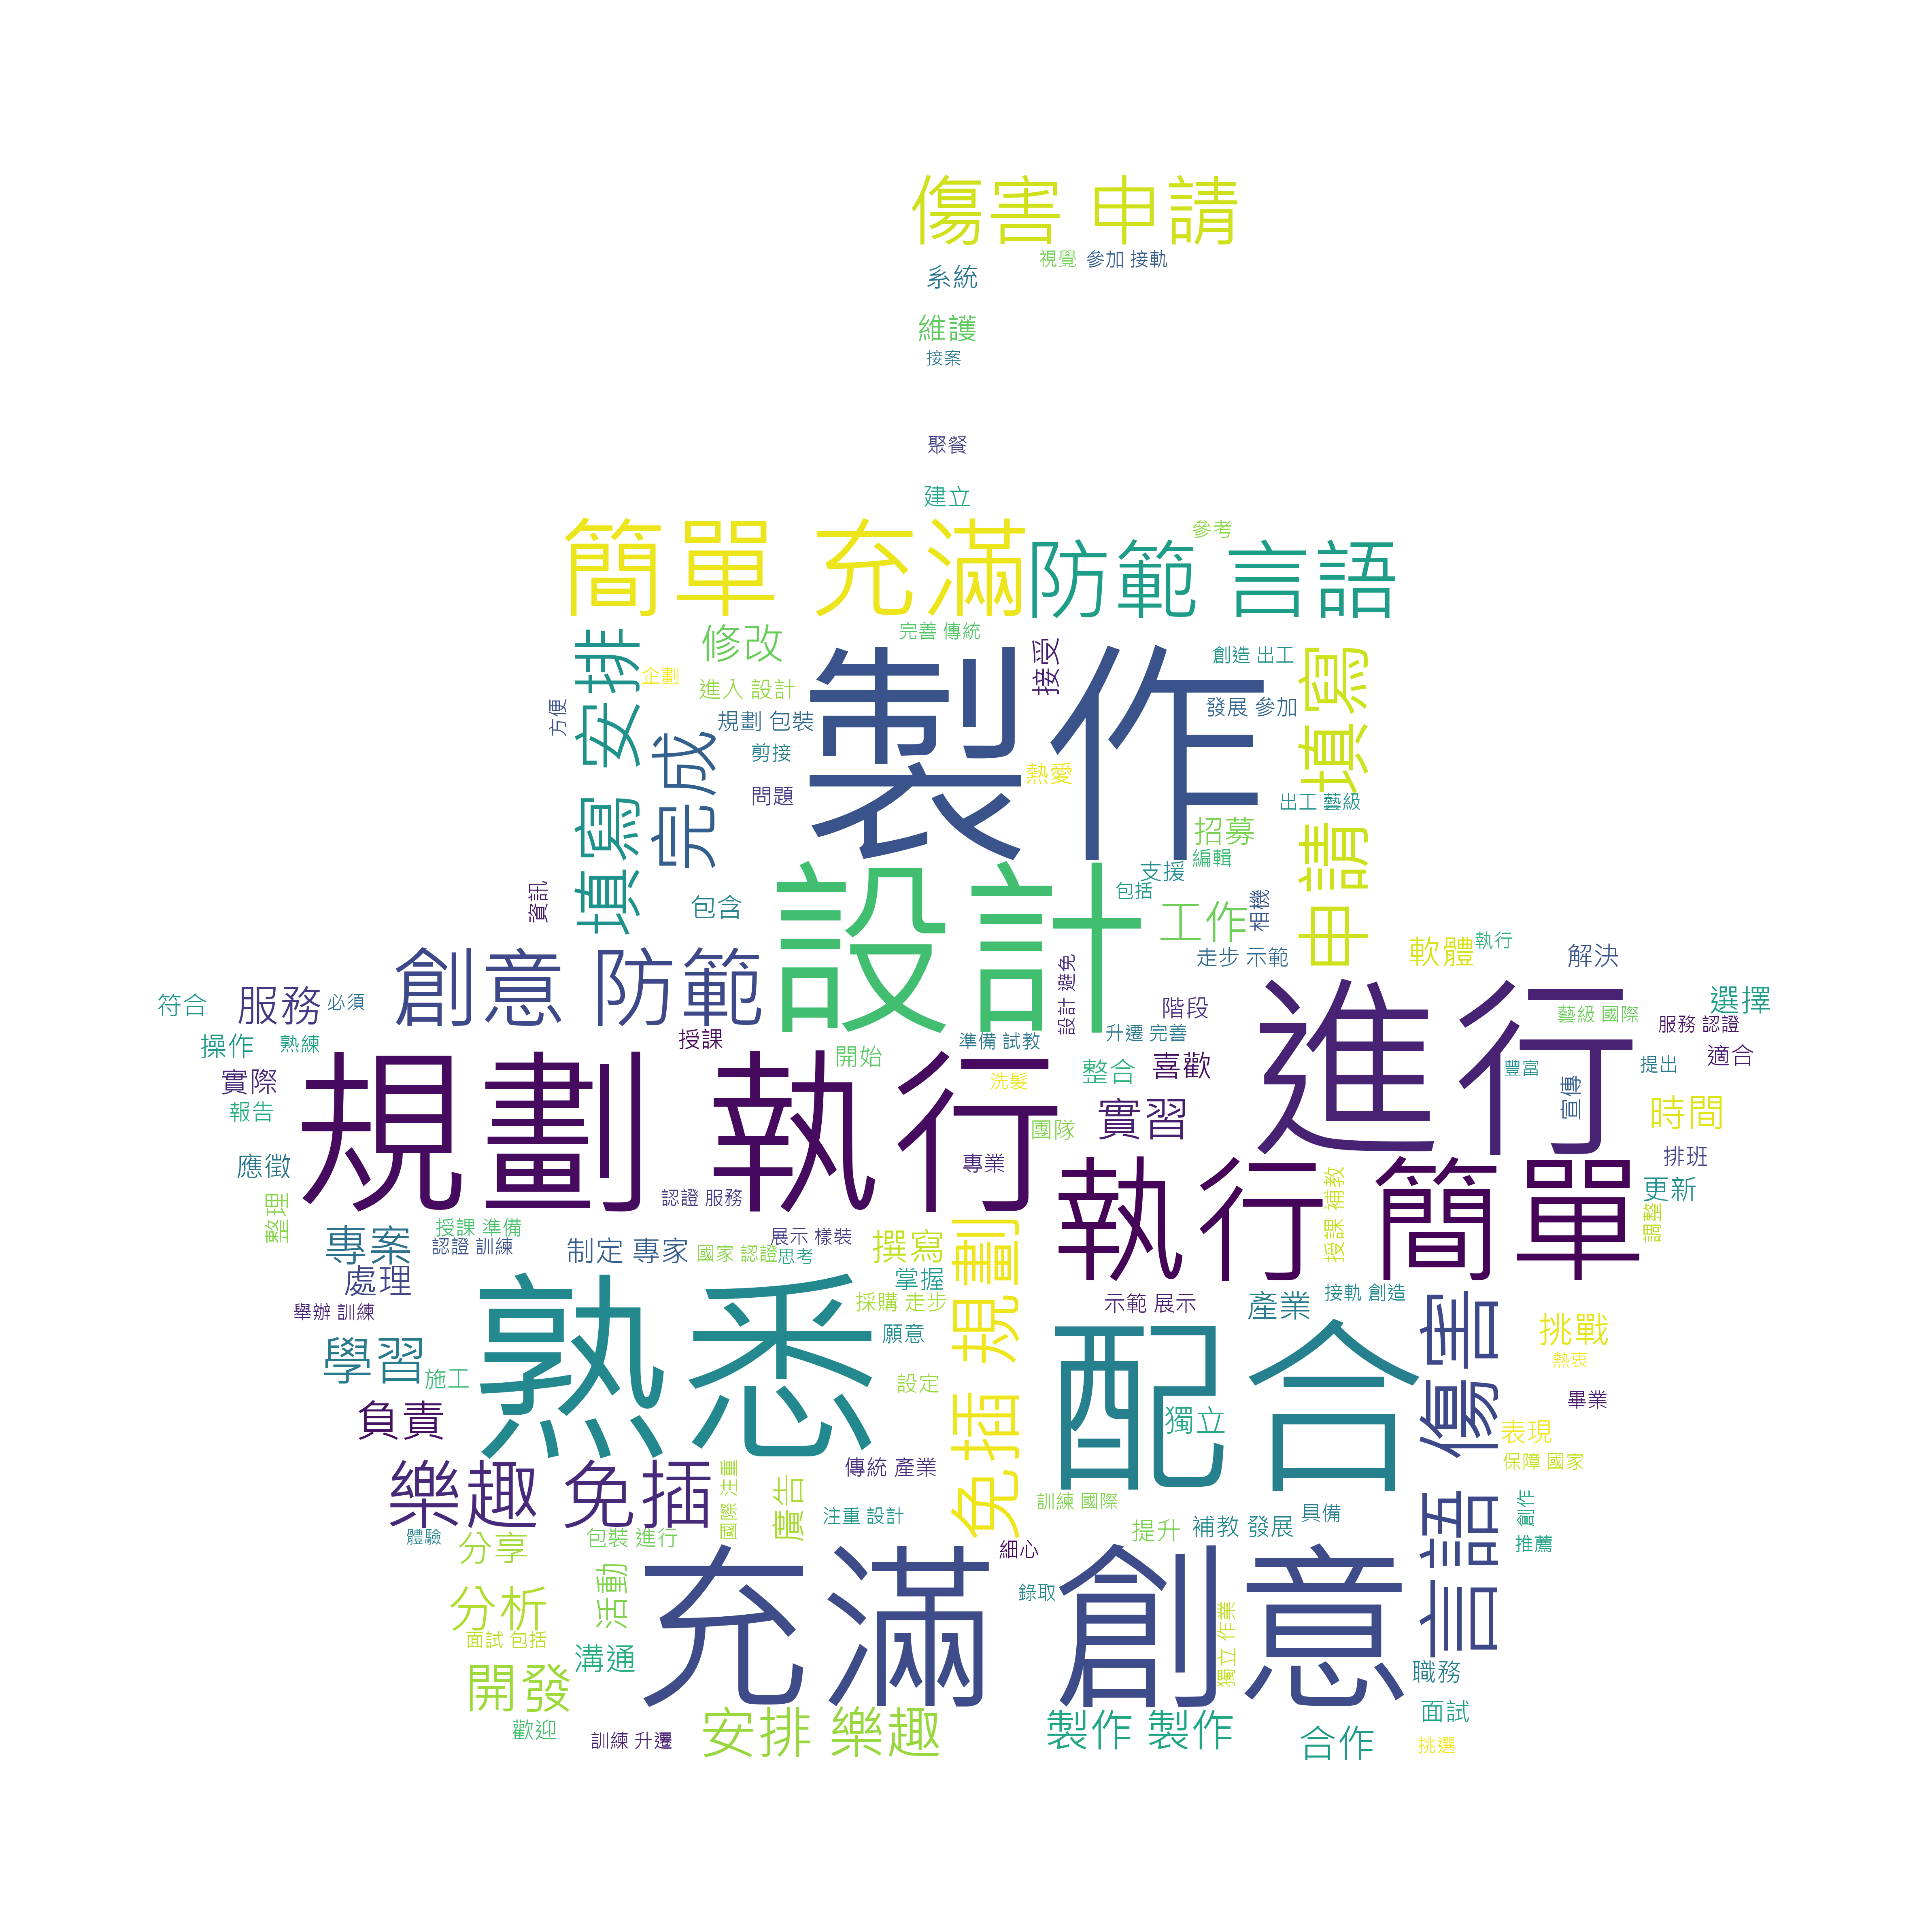 傷害 申請
視覺
參加 接軌
系統
維護
接案
聚餐
建立
簡單 充滿
防範 言語
參考
完善 傳統
修改
接受
創造 出工
企劃
進入 設計
製作
填寫 安排
申請 填寫
方便
規劃 包裝
發展 參加
完成
剪接
熱愛
問題
出工 藝級
招募
編輯
支援
設計
包括
資訊
包含
工作
相機
軟體
執行
走步 示範
解決
創意 防範
設計 避免
符合
服務
必須
階段
進行
藝級 國際
選擇
服務 認證
操作
熟練
授課
開始
準備 試教
升遷 完善
整合
喜歡
豐富
提出
適合
實際
規劃 執行
洗髮
報告
團隊
實習
宣傳
時間
應徵
專業
執行 簡單
排班
整理
認證 服務
授課 補教
更新
調整
專案
授課 準備
認證 訓練
制定 專家
國家 認證
展示 樣裝
思考
撰寫
免插 規劃
處理
掌握
舉辦 訓練
熟悉
採購 走步
示範 展示
產業
接軌 創造
學習
願意
配合
言語 傷害
挑戰
熱衷
施工
設定
畢業
負責
獨立
表現
樂趣 免插
國際 注重
傳統 產業
保障 國家
廣告
注重 設計
訓練 國際
具備
創作
體驗
分享
包裝 進行
細心
提升
補教 發展
推薦
分析
活動
充滿 創意
錄取
面試 包括
獨立 作業
溝通
開發
職務
歡迎
訓練 升遷
安排 樂趣
製作 製作
面試
合作
挑選